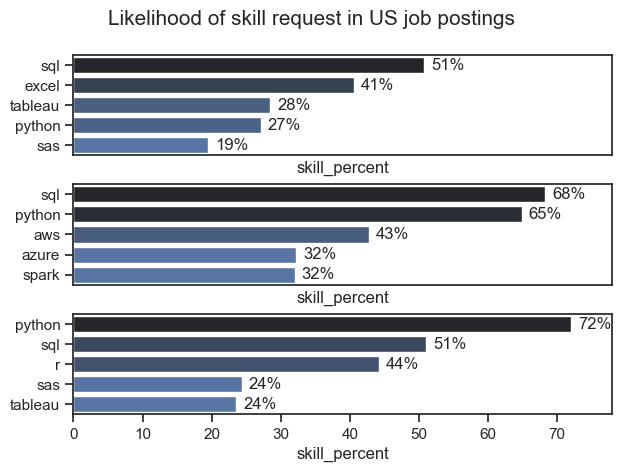 Likelihood of skill request in US job postings
sql 51%
excel 41%
tableau 28%
python 27%
sas 19%
skill_percent
sql 68%
python 65%
aws 43%
azure 32%
spark 32%
skill_percent
python 72%
sql 51%
r 44%
sas 24%
tableau 24%
0 10 20 30 40 50 60 70
skill_percent